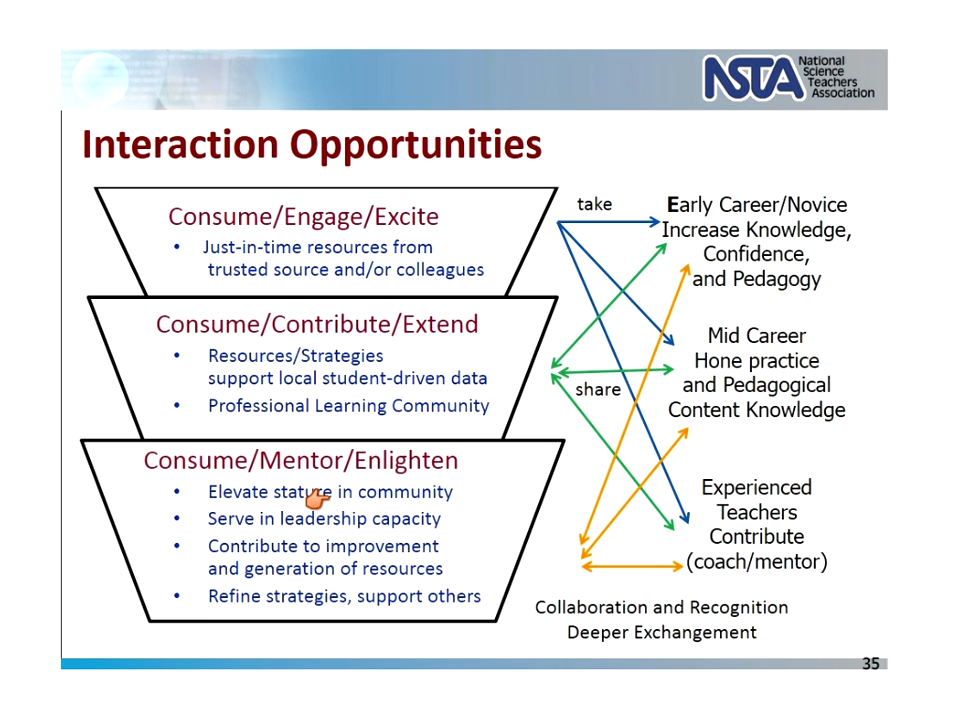 NSTA
National
Science
Teachers
Association
Interaction Opportunities
Consume/Engage/Excite
• Just-in-time resources from
trusted source and/or colleagues
Consume/Contribute/Extend
• Resources/Strategies
support local student-driven data
• Professional Learning Community
Consume/Mentor/Enlighten
• Elevate stature in community
• Serve in leadership capacity
• Contribute to improvement
and generation of resources
• Refine strategies, support others
take
share
Early Career/Novice
Increase Knowledge,
Confidence,
and Pedagogy
Mid Career
Hone practice
and Pedagogical
Content Knowledge
Experienced
Teachers
Contribute
(coach/mentor)
Collaboration and Recognition
Deeper Exchangement
35